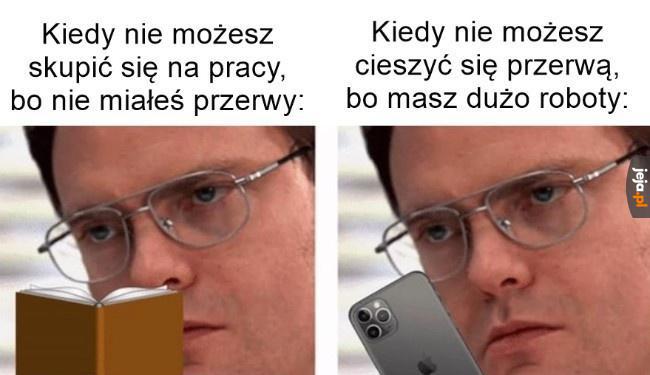 Kiedy nie możesz
skupić się na pracy,
bo nie miałeś przerwy:
Kiedy nie możesz
cieszyć się przerwą,
bo masz dużo roboty:
jeja.pl